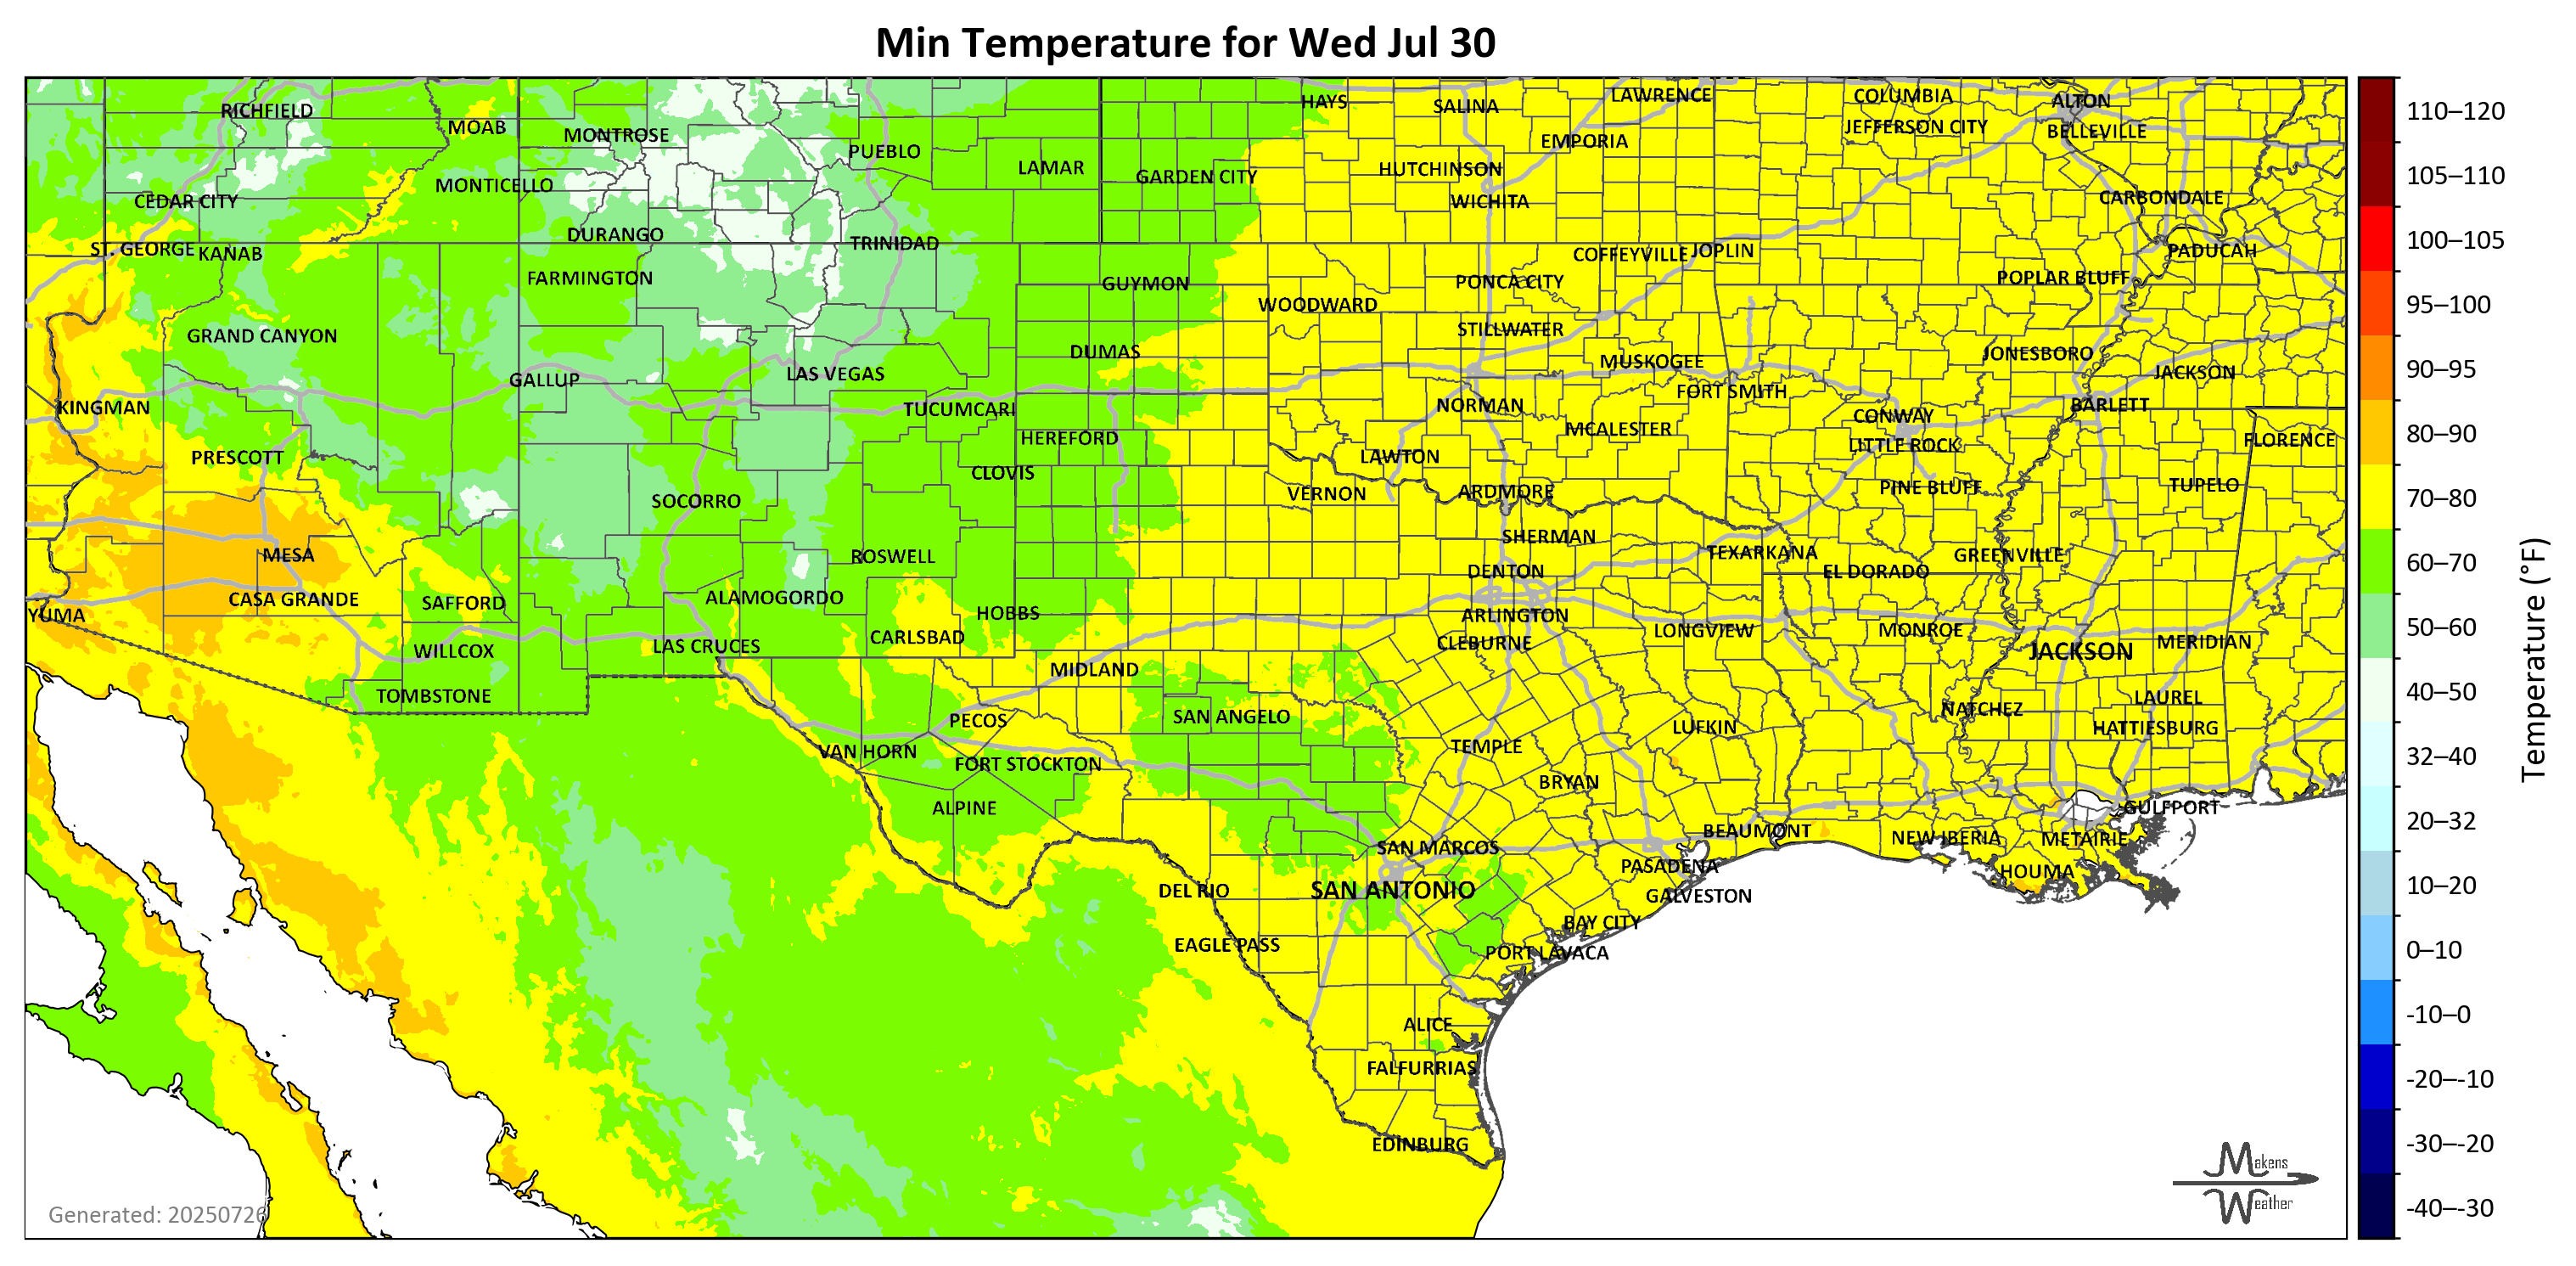 Min Temperature for Wed Jul 30
HAYS
SALINA
LAWRENCE
COLUMBIA
ALTON
RICHFIELD
MOAB
MONTROSE
PUEBLO
EMPORIA
JEFFERSON CITY
BELLEVILLE
LAMAR
GARDEN CITY
HUTCHINSON
MONTICELLO
CEDAR CITY
WICHITA
CARBONDALE
DURANGO
TRINIDAD
ST. GEORGE
KANAB
COFFEYVILLE
JOPLIN
PADUCAH
FARMINGTON
GUYMON
PONCA CITY
POPLAR BLUFF
WOODWARD
GRAND CANYON
STILLWATER
DUMAS
MUSKOGEE
JONESBORO
GALLUP
LAS VEGAS
FORT SMITH
JACKSON
KINGMAN
TUCUMCARI
NORMAN
CONWAY
BARLETT
HEREFORD
MCALESTER
LITTLE ROCK
FLORENCE
PRESCOTT
CLOVIS
LAWTON
SOCORRO
VERNON
ARDMORE
PINE BLUFF
TUPELO
MESA
ROSWELL
SHERMAN
TEXARKANA
GREENVILLE
DENTON
EL DORADO
CASA GRANDE
SAFFORD
ALAMOGORDO
YUMA
HOBBS
ARLINGTON
WILLCOX
LAS CRUCES
CARLSBAD
CLEBURNE
LONGVIEW
MONROE
JACKSON
MERIDIAN
MIDLAND
TOMBSTONE
PECOS
SAN ANGELO
NATCHEZ
LAUREL
VAN HORN
FORT STOCKTON
TEMPLE
LUFKIN
HATTIESBURG
ALPINE
BRYAN
GULFPORT
SAN MARCOS
BEAUMONT
NEW IBERIA
METAIRIE
DEL RIO
SAN ANTONIO
PASADENA
HOUMA
GALVESTON
EAGLE PASS
BAY CITY
PORT LAVACA
ALICE
FALFURRIAS
EDINBURG
Generated: 20250726
Makens
Weather
110–120
105–110
100–105
95–100
90–95
80–90
70–80
60–70
50–60
40–50
32–40
20–32
10–20
0–10
-10–0
-20–-10
-30–-20
-40–-30
Temperature (°F)